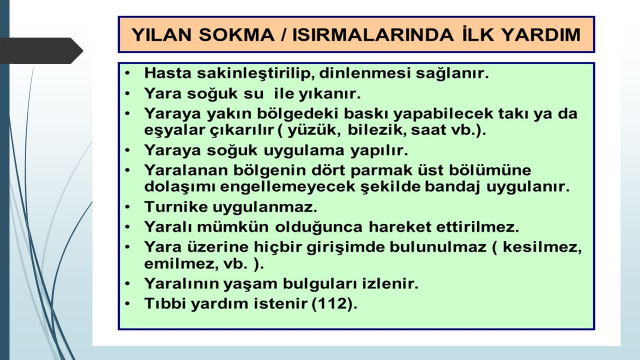 YILAN SOKMA / ISIRMALARINDA İLK YARDIM
• Hasta sakinleştirilip, dinlenmesi sağlanır.
• Yara soğuk su ile yıkanır.
• Yaraya yakın bölgedeki baskı yapabilecek takı ya da
eşyalar çıkarılır ( yüzük, bilezik, saat vb.).
• Yaraya soğuk uygulama yapılır.
• Yaralanan bölgenin dört parmak üst bölümüne
dolaşımı engellemeyecek şekilde bandaj uygulanır.
• Turnike uygulanmaz.
• Yaralı mümkün olduğunca hareket ettirilmez.
• Yara üzerine hiçbir girişimde bulunulmaz ( kesilmez,
emilmez, vb. ).
• Yaralının yaşam bulguları izlenir.
• Tıbbi yardım istenir (112).